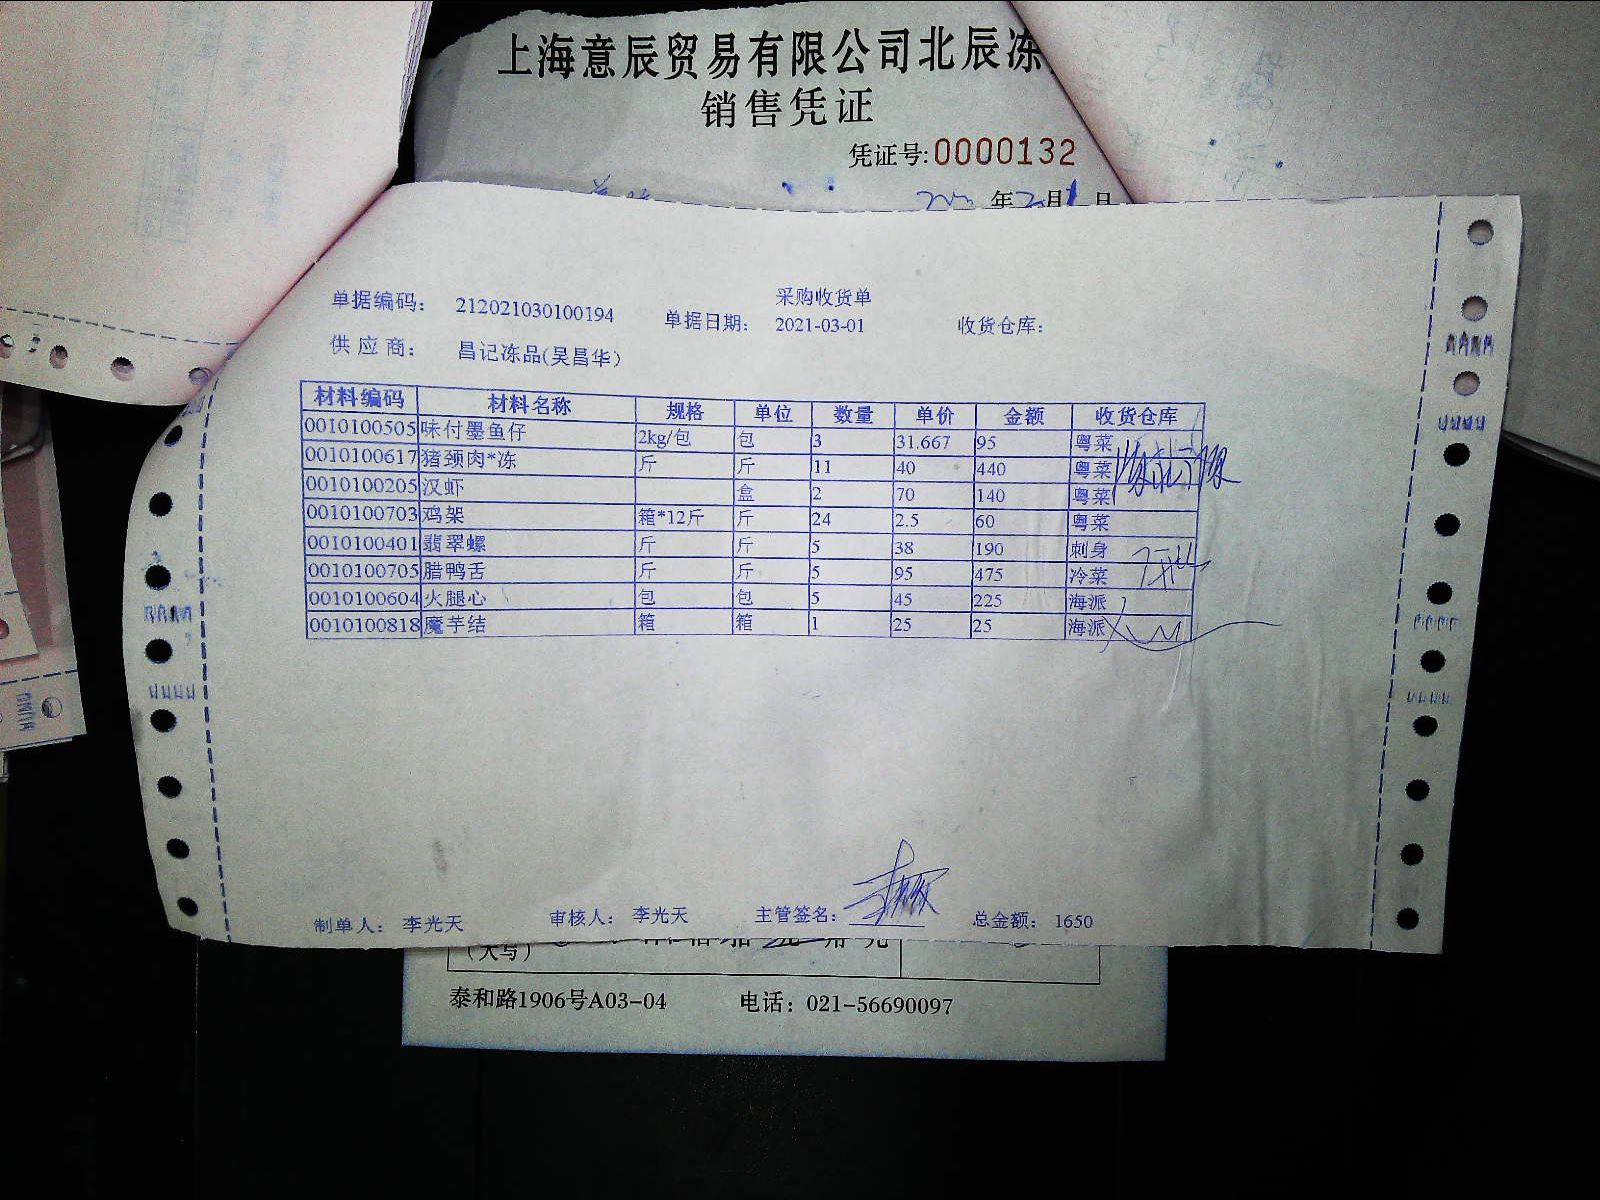 上海意辰贸易有限公司北辰冻
销售凭证
凭证号:0000132
年 月 日
采购收货单
单据编码： 212021030100194 单据日期： 2021-03-01 收货仓库：
供应商： 昌记冻品(吴昌华)
材料编码 材料名称 规格 单位 数量 单价 金额 收货仓库
0010100505 味付墨鱼仔 2kg/包 包 3 31.667 95 粤菜
0010100617 猪颈肉*冻 斤 斤 11 40 440 粤菜
0010100205 汉虾 盒 2 70 140 粤菜
0010100703 鸡架 箱*12斤 斤 24 2.5 60 粤菜
0010100401 翡翠螺 斤 斤 5 38 190 刺身
0010100705 腊鸭舌 斤 斤 5 95 475 冷菜
0010100604 火腿心 包 包 5 45 225 海派
0010100818 魔芋结 箱 箱 1 25 25 海派
制单人： 李光天 审核人： 李光天 主管签名： 总金额： 1650
(大写)
泰和路1906号A03-04 电话：021-56690097